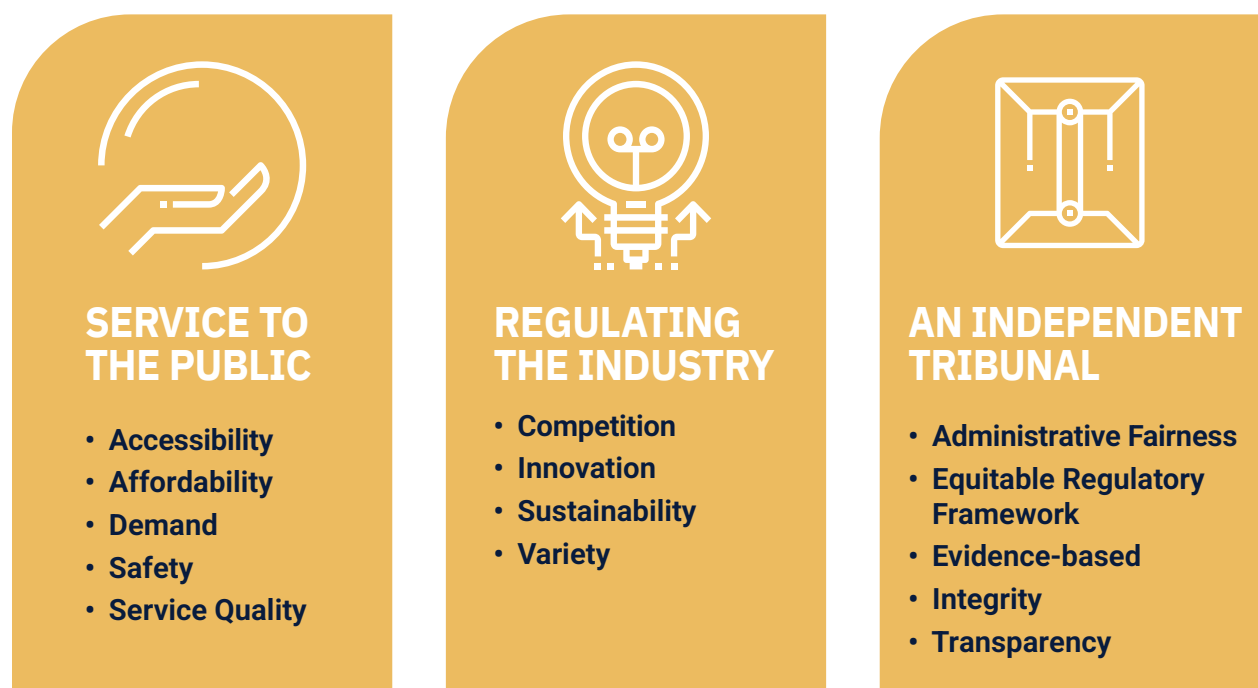 SERVICE TO
THE PUBLIC
• Accessibility
• Affordability
• Demand
• Safety
• Service Quality
REGULATING
THE INDUSTRY
• Competition
• Innovation
• Sustainability
• Variety
AN INDEPENDENT
TRIBUNAL
• Administrative Fairness
• Equitable Regulatory
Framework
• Evidence-based
• Integrity
• Transparency